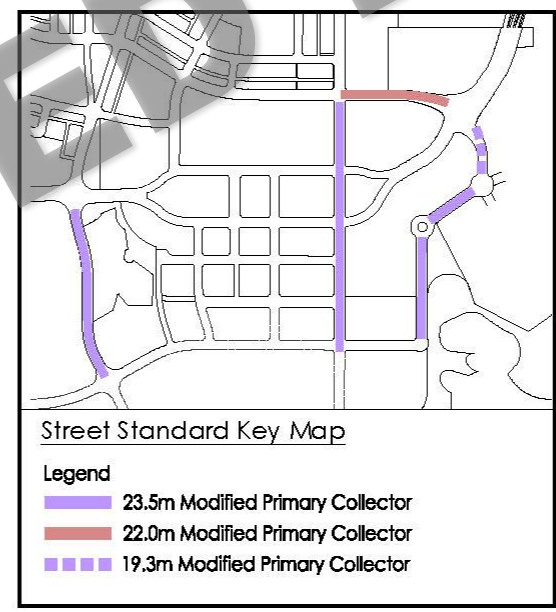 ED
Street Standard Key Map
Legend
23.5m Modified Primary Collector
22.0m Modified Primary Collector
19.3m Modified Primary Collector